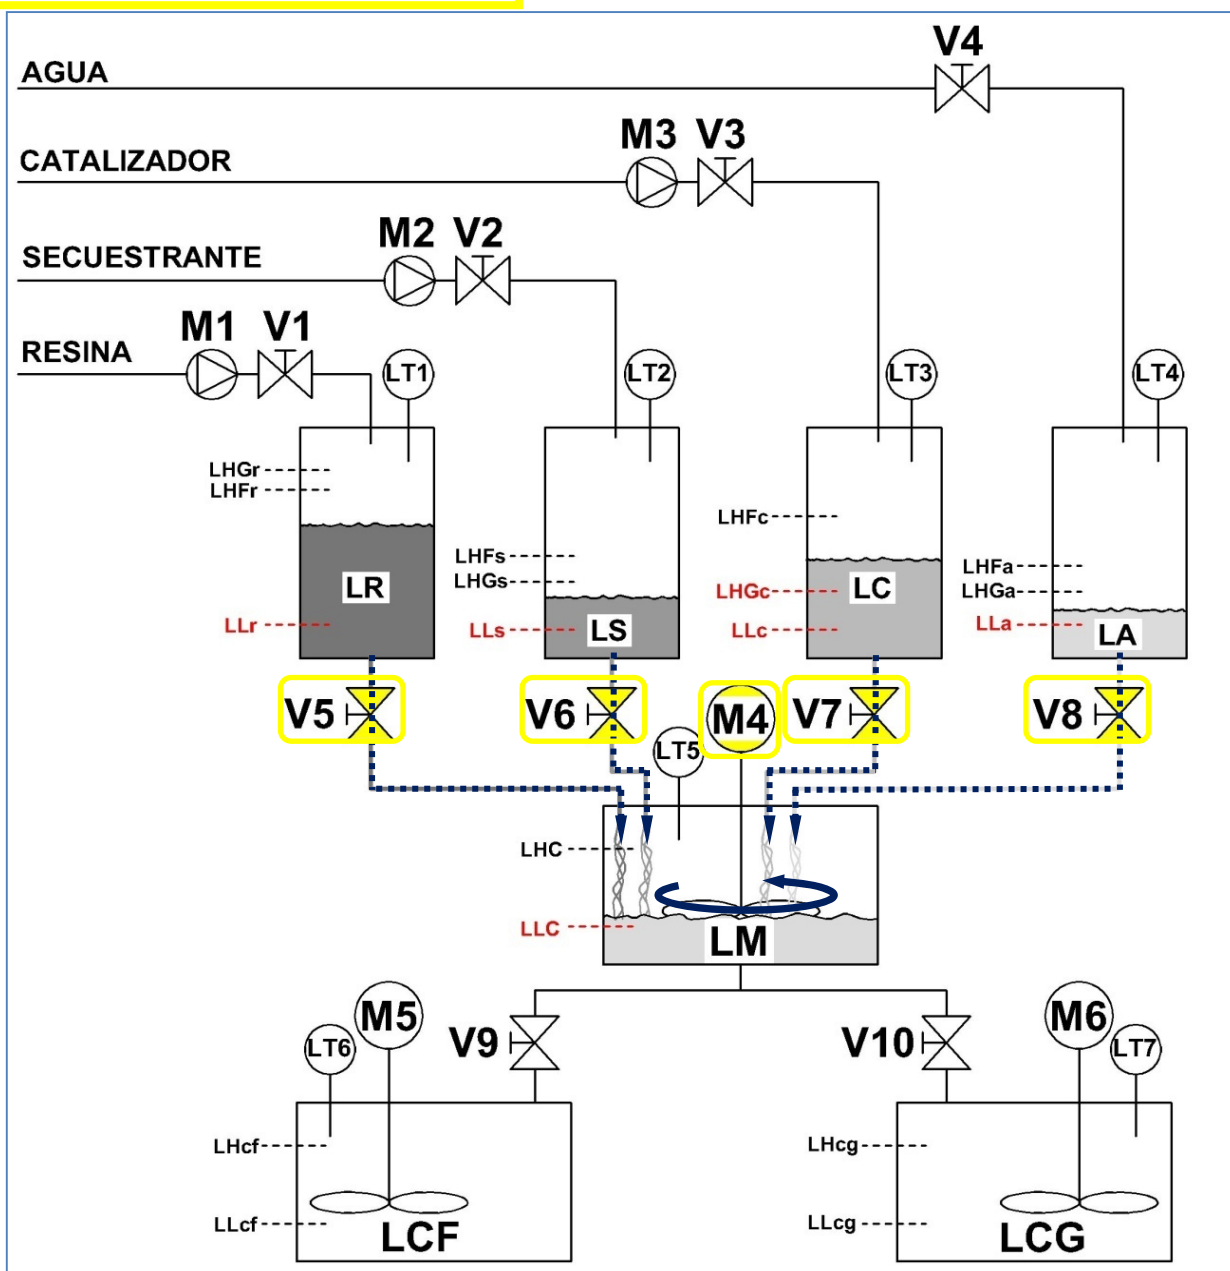 V4
AGUA
M3 V3
CATALIZADOR
M2 V2
SECUESTRANTE
M1 V1
RESINA
LT1
LT2
LT3
LT4
LHGr
LHFr
LHFc
LHFs
LHGs
LHFa
LHGa
LR
LHGc
LC
LLr
LLs
LS
LLc
LLa
LA
V5
V6
M4
V7
V8
LT5
LHC
LLC
LM
M5
M6
LT6
V9
V10
LT7
LHcf
LHcg
LLcf
LLcg
LCF
LCG